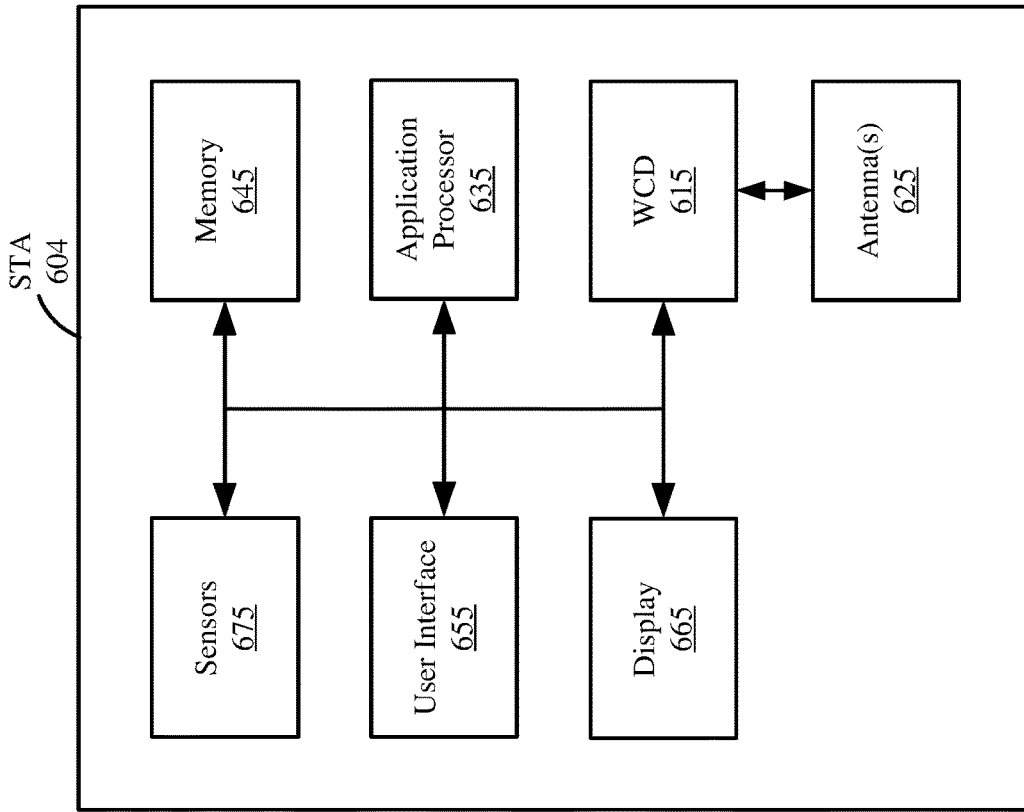 STA
604
Memory
645
Application
Processor
635
WCD
615
Antenna(s)
625
Sensors
675
User Interface
655
Display
665